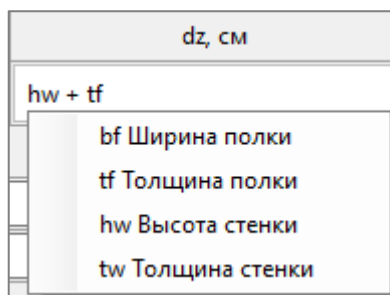 dz, см
hw + tf
bf Ширина полки
tf Толщина полки
hw Высота стенки
tw Толщина стенки